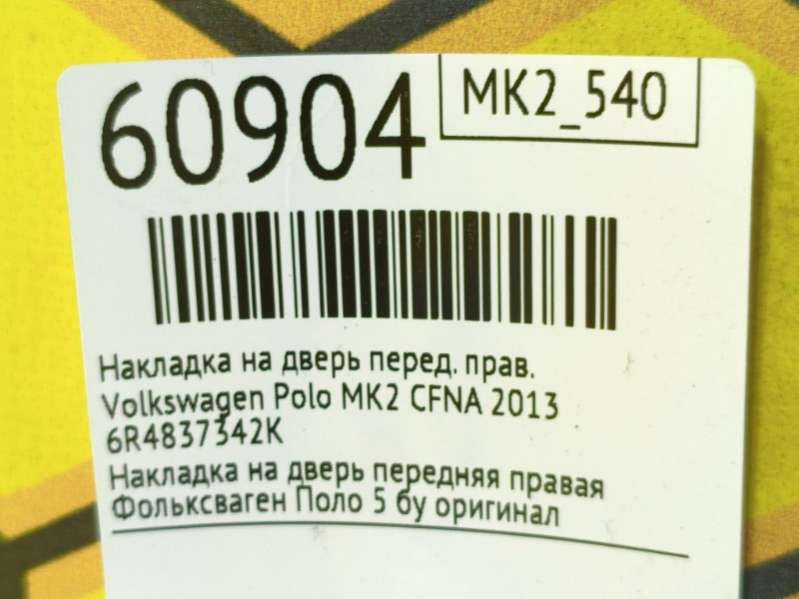 60904
MK2_540
Накладка на дверь перед. прав.
Volkswagen Polo MK2 CFNA 2013
6R4837342K
Накладка на дверь передняя правая
Фольксваген Поло 5 бу оригинал